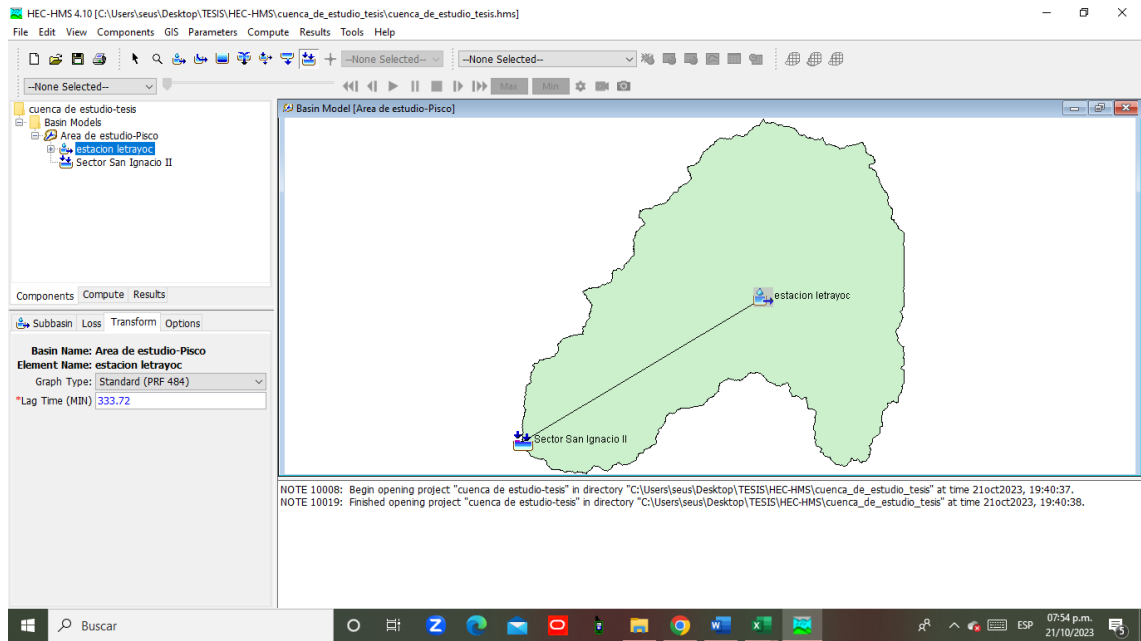 HEC-HMS 4.10 [C:\Users\seus\Desktop\TESIS\HEC-HMS\cuenca_de_estudio_tesis\cuenca_de_estudio_tesis.hms]
File Edit View Components GIS Parameters Compute Results Tools Help
--None Selected-- --None Selected--
--None Selected-- Max Min
cuenca de estudio-tesis
Basin Models
Area de estudio-Pisco
estacion letrayoc
Sector San Ignacio II
Components Compute Results
Subbasin Loss Transform Options
Basin Name: Area de estudio-Pisco
Element Name: estacion letrayoc
Graph Type: Standard (PRF 484)
*Lag Time (MIN) 333.72
Basin Model [Area de estudio-Pisco]
estacion letrayoc
Sector San Ignacio II
NOTE 10008: Begin opening project "cuenca de estudio-tesis" in directory "C:\Users\seus\Desktop\TESIS\HEC-HMS\cuenca_de_estudio_tesis" at time 21oct2023, 19:40:37.
NOTE 10019: Finished opening project "cuenca de estudio-tesis" in directory "C:\Users\seus\Desktop\TESIS\HEC-HMS\cuenca_de_estudio_tesis" at time 21oct2023, 19:40:38.
Buscar
ESP
07:54 p.m.
21/10/2023
5